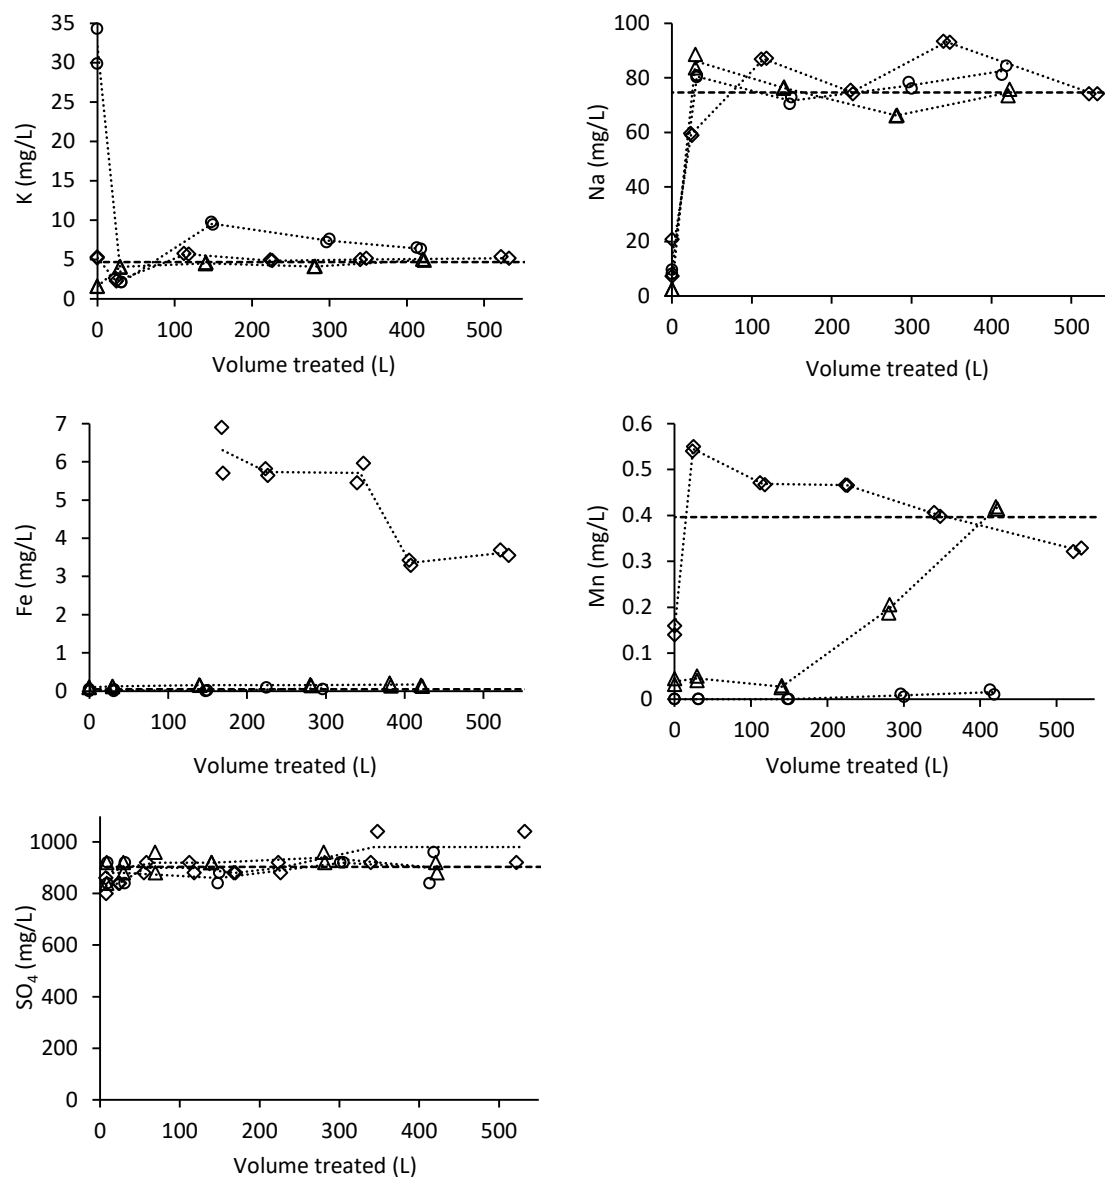 K (mg/L)
35
30
25
20
15
10
5
0
0 100 200 300 400 500
Volume treated (L)
Na (mg/L)
100
80
60
40
20
0
0 100 200 300 400 500
Volume treated (L)
Fe (mg/L)
7
6
5
4
3
2
1
0
0 100 200 300 400 500
Volume treated (L)
Mn (mg/L)
0.6
0.5
0.4
0.3
0.2
0.1
0
0 100 200 300 400 500
Volume treated (L)
SO₄ (mg/L)
1000
800
600
400
200
0
0 100 200 300 400 500
Volume treated (L)